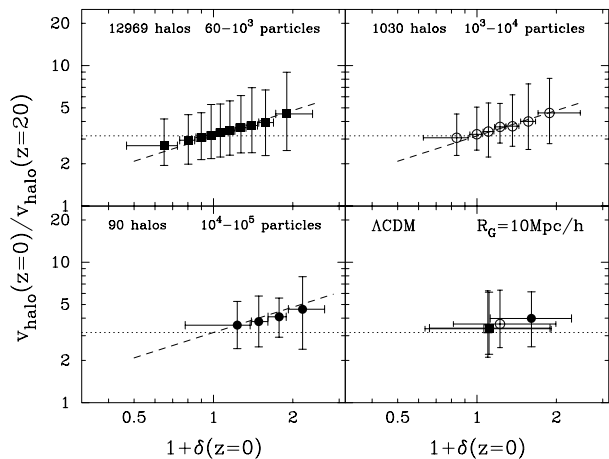 12969 halos 60−10³ particles
1030 halos 10³−10⁴ particles
20
10
5
2
1
90 halos 10⁴−10⁵ particles
ΛCDM R_G=10Mpc/h
20
10
5
2
1
0.5 1 2
0.5 1 2
1+δ(z=0)
1+δ(z=0)
v_halo(z=0)/v_halo(z=20)